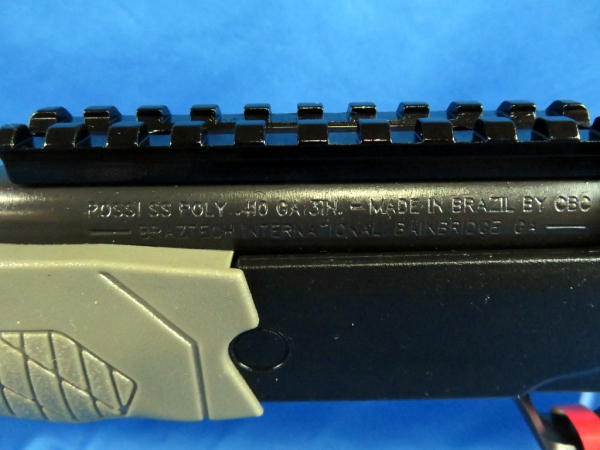 POSSI SS POLY .410 GA/3IN. - MADE IN BRAZIL BY CBC
— BRAZTECH INTERNATIONAL BAINBRIDGE GA —